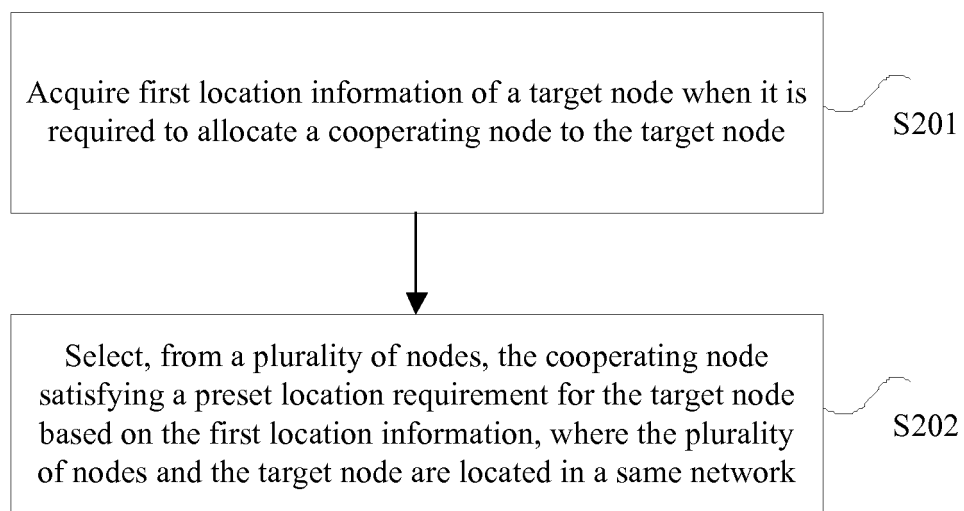 Acquire first location information of a target node when it is
required to allocate a cooperating node to the target node
S201
Select, from a plurality of nodes, the cooperating node
satisfying a preset location requirement for the target node
based on the first location information, where the plurality
of nodes and the target node are located in a same network
S202